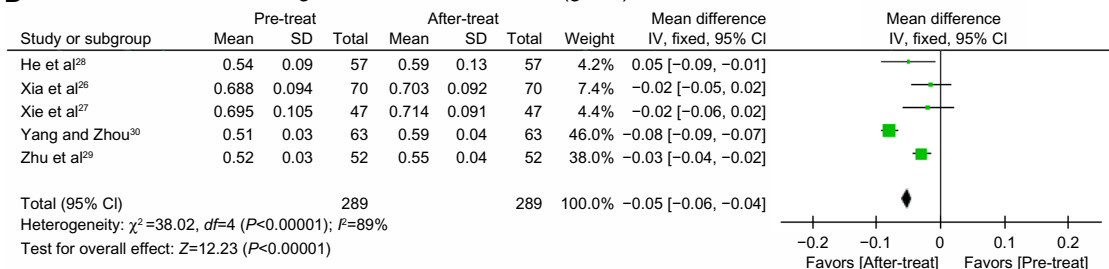 Pre-treat After-treat Mean difference Mean difference
Study or subgroup Mean SD Total Mean SD Total Weight IV, fixed, 95% CI IV, fixed, 95% CI
He et al28 0.54 0.09 57 0.59 0.13 57 4.2% 0.05 [−0.09, −0.01]
Xia et al26 0.688 0.094 70 0.703 0.092 70 7.4% −0.02 [−0.05, 0.02]
Xie et al27 0.695 0.105 47 0.714 0.091 47 4.4% −0.02 [−0.06, 0.02]
Yang and Zhou30 0.51 0.03 63 0.59 0.04 63 46.0% −0.08 [−0.09, −0.07]
Zhu et al29 0.52 0.03 52 0.55 0.04 52 38.0% −0.03 [−0.04, −0.02]
Total (95% CI) 289 289 100.0% −0.05 [−0.06, −0.04]
Heterogeneity: χ²=38.02, df=4 (P<0.00001); I²=89%
Test for overall effect: Z=12.23 (P<0.00001)
−0.2 −0.1 0 0.1 0.2
Favors [After-treat] Favors [Pre-treat]